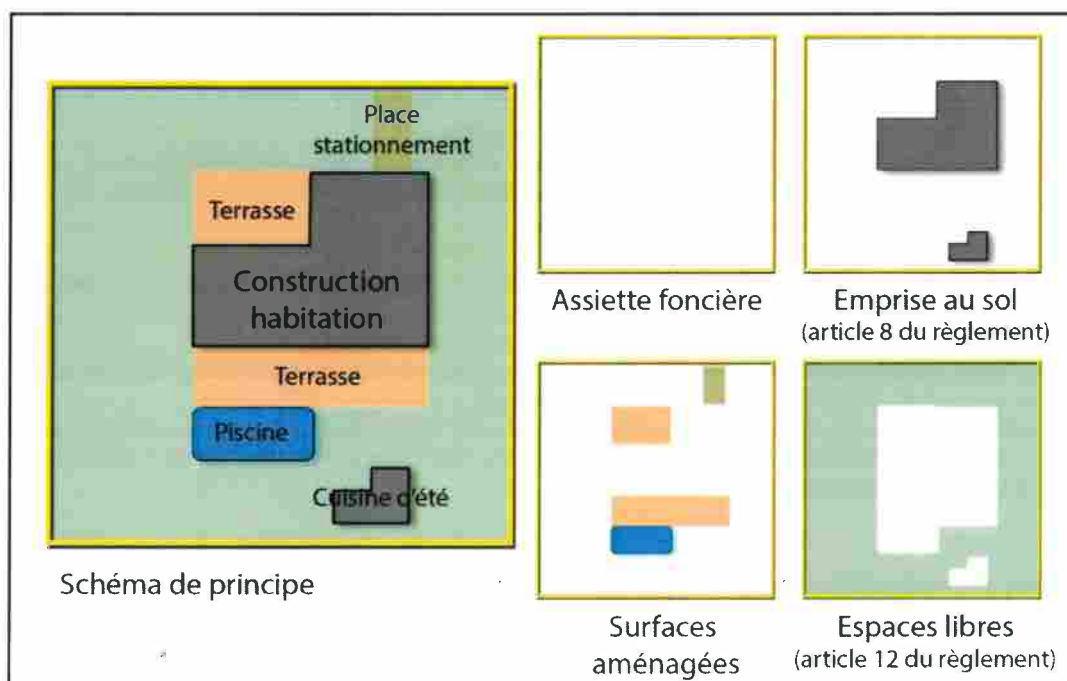 Place
stationnement
Terrasse
Construction
habitation
Terrasse
Piscine
Cuisine d'été
Schéma de principe
Assiette foncière
Emprise au sol
(article 8 du règlement)
Surfaces
aménagées
Espaces libres
(article 12 du règlement)